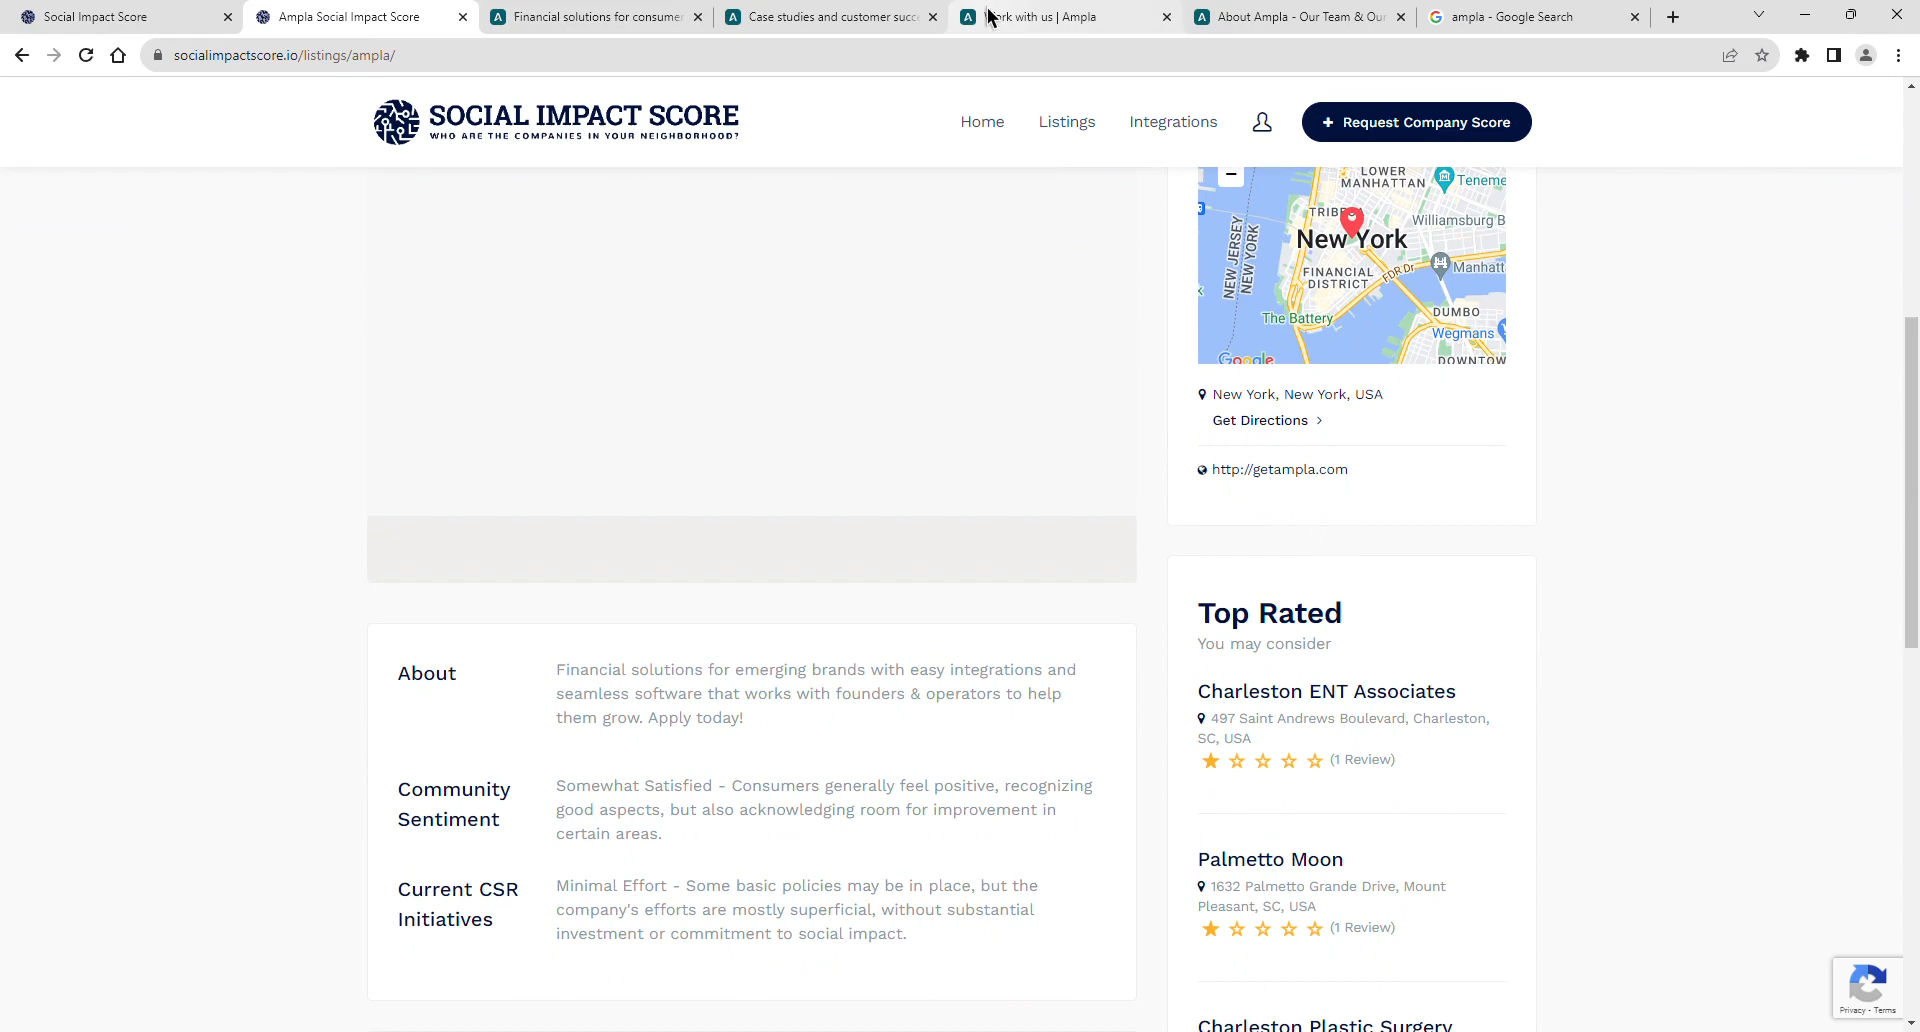 Social Impact Score
Ampla Social Impact Score
Financial solutions for consumer
Case studies and customer succe
rk with us | Ampla
About Ampla - Our Team & Our
ampla - Google Search
socialimpactscore.io/listings/ampla/
SOCIAL IMPACT SCORE
WHO ARE THE COMPANIES IN YOUR NEIGHBORHOOD?
Home
Listings
Integrations
+ Request Company Score
LOWER
MANHATTAN
Teneme
TRIBE
Williamsburg B
New York
NEW JERSEY
NEW YORK
FINANCIAL
DISTRICT
FDR Dr
Manhatt
The Battery
DUMBO
Wegmans
Google
DOWNTOW
New York, New York, USA
Get Directions >
http://getampla.com
About
Financial solutions for emerging brands with easy integrations and
seamless software that works with founders & operators to help
them grow. Apply today!
Community
Sentiment
Somewhat Satisfied - Consumers generally feel positive, recognizing
good aspects, but also acknowledging room for improvement in
certain areas.
Current CSR
Initiatives
Minimal Effort - Some basic policies may be in place, but the
company's efforts are mostly superficial, without substantial
investment or commitment to social impact.
Top Rated
You may consider
Charleston ENT Associates
497 Saint Andrews Boulevard, Charleston,
SC, USA
(1 Review)
Palmetto Moon
1632 Palmetto Grande Drive, Mount
Pleasant, SC, USA
(1 Review)
Charleston Plastic Surgery
Privacy - Terms